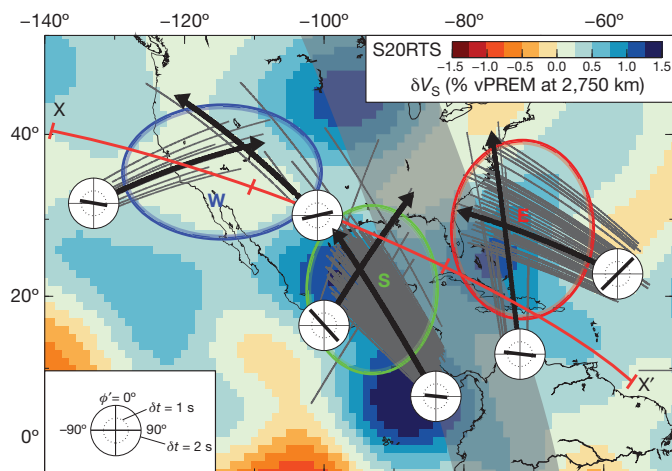 −140° −120° −100° −80° −60°
S20RTS
−1.5 −1.0 −0.5 0.0 0.5 1.0 1.5
δVS (% vPREM at 2,750 km)
X
40°
W
E
S
20°
X′
ϕ′= 0°
δt = 1 s
−90° 90°
δt = 2 s
0°